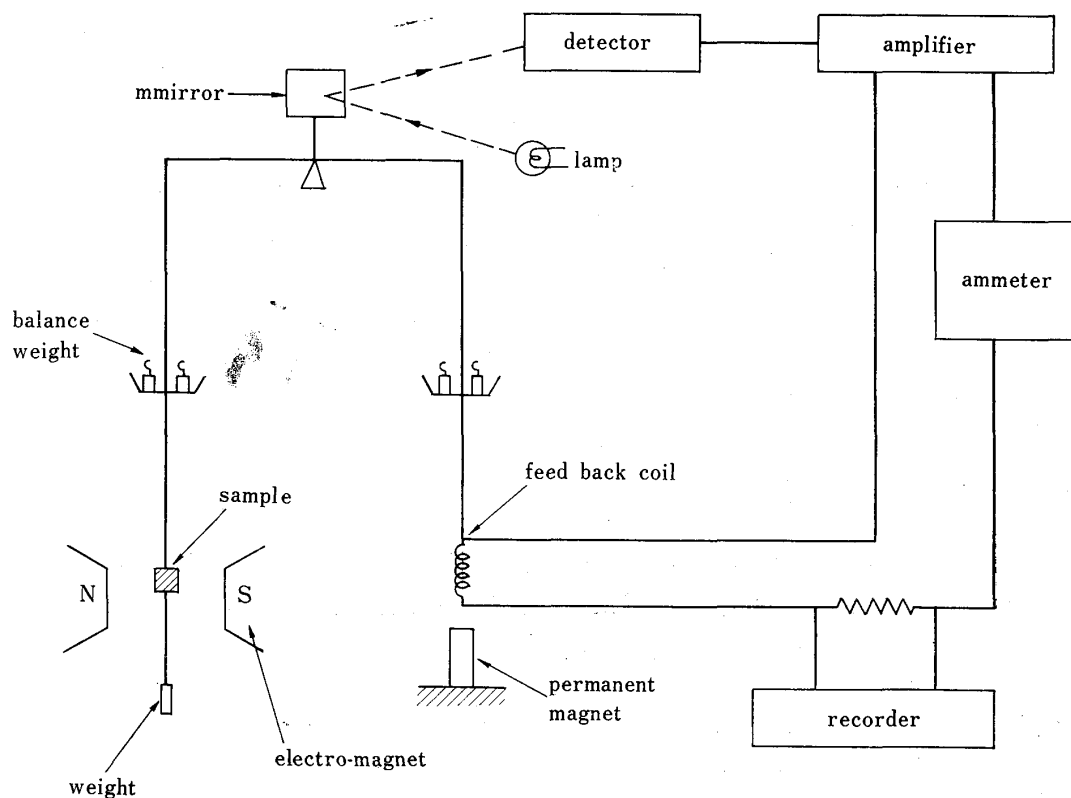 detector
amplifier
mmirror
lamp
ammeter
balance
weight
feed back coil
sample
N
S
permanent
magnet
recorder
electro-magnet
weight